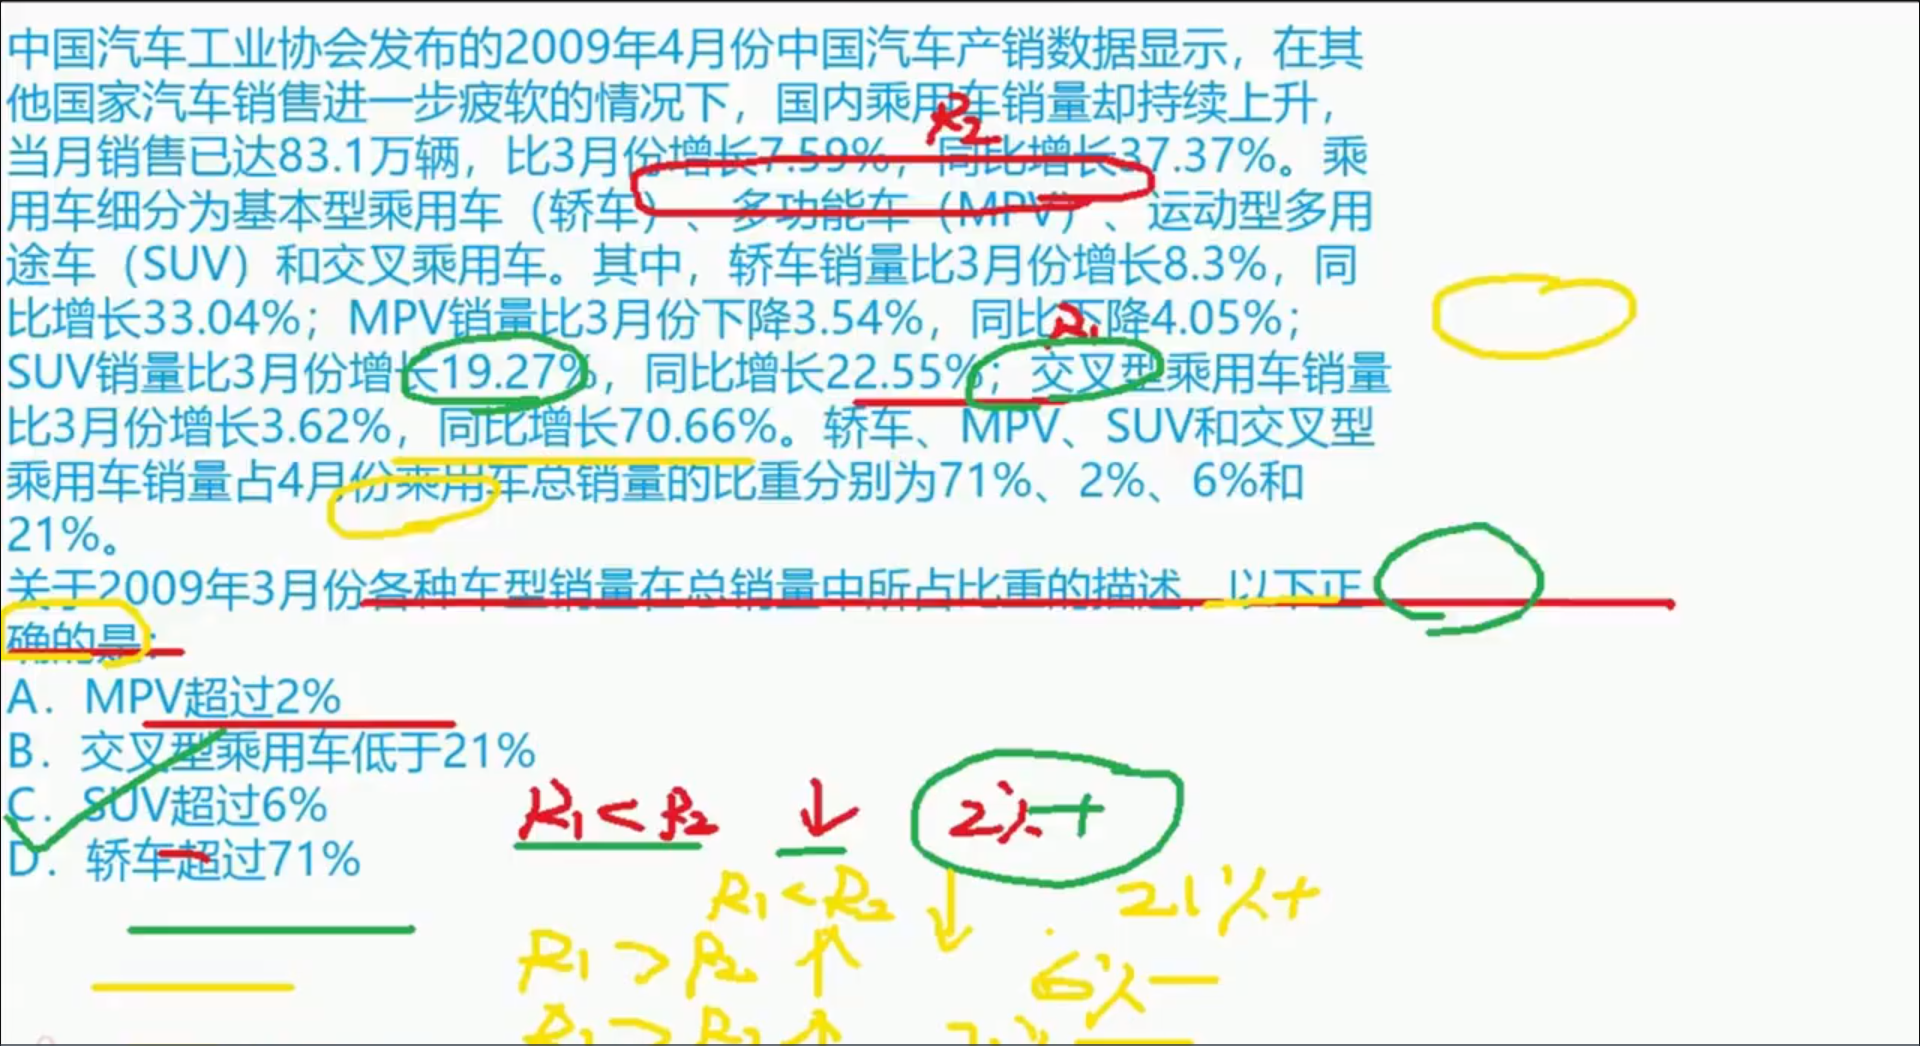 中国汽车工业协会发布的2009年4月份中国汽车产销数据显示，在其
他国家汽车销售进一步疲软的情况下，国内乘用车销量却持续上升，
R2
当月销售已达83.1万辆，比3月份增长7.59%，同比增长37.37%。乘
用车细分为基本型乘用车（轿车）、多功能车（MPV）、运动型多用
途车（SUV）和交叉乘用车。其中，轿车销量比3月份增长8.3%，同
比增长33.04%；MPV销量比3月份下降3.54%，同比下降4.05%；
R1
SUV销量比3月份增长19.27%，同比增长22.55%；交叉型乘用车销量
比3月份增长3.62%，同比增长70.66%。轿车、MPV、SUV和交叉型
乘用车销量占4月份乘用车总销量的比重分别为71%、2%、6%和
21%。
关于2009年3月份各种车型销量在总销量中所占比重的描述，以下正
确的是：
A．MPV超过2%
B．交叉型乘用车低于21%
C．SUV超过6%
D．轿车超过71%
R1<R2 ↓ 2%+
R1<R2 ↓ 21%+
R1>R2 ↑ 6%—
R1>R2 ↑